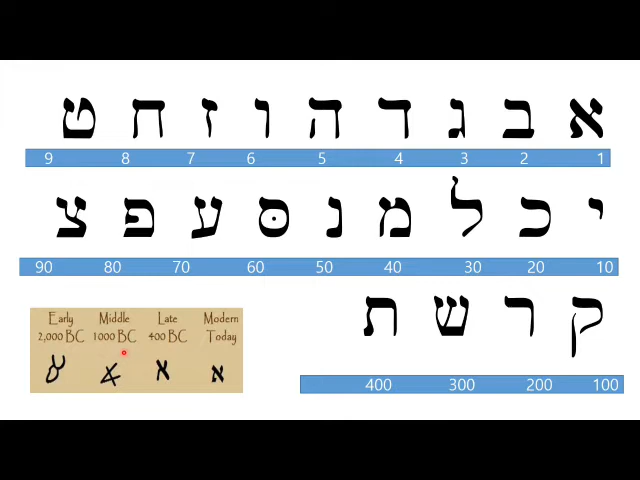 א ב ג ד ה ו ז ח ט
1 2 3 4 5 6 7 8 9
י כ ל מ נ ס ע פ צ
10 20 30 40 50 60 70 80 90
ק ר ש ת
100 200 300 400
Early Middle Late Modern
2,000 BC 1000 BC 400 BC Today
א